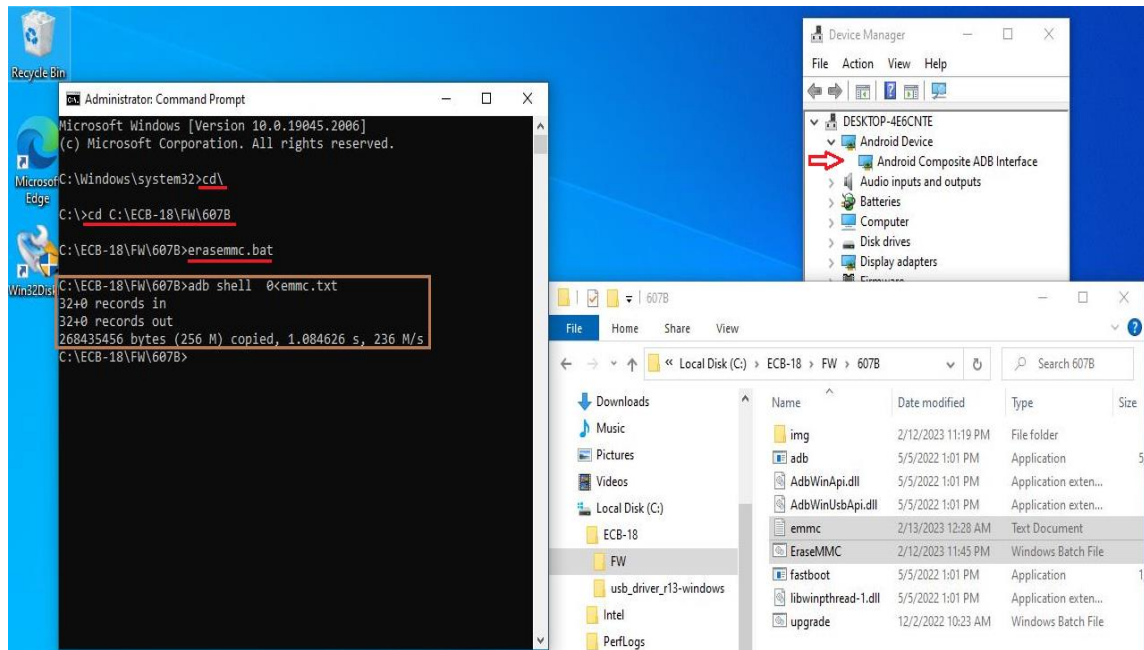 Recycle Bin
Microsof
Edge
Win32Disk
Administrator: Command Prompt
Microsoft Windows [Version 10.0.19045.2006]
(c) Microsoft Corporation. All rights reserved.
C:\Windows\system32>cd\
C:\>cd C:\ECB-18\FW\607B
C:\ECB-18\FW\607B>erasemmc.bat
C:\ECB-18\FW\607B>adb shell  0<emmc.txt
32+0 records in
32+0 records out
268435456 bytes (256 M) copied, 1.084626 s, 236 M/s
C:\ECB-18\FW\607B>
Device Manager
File Action View Help
DESKTOP-4E6CNTE
Android Device
Android Composite ADB Interface
Audio inputs and outputs
Batteries
Computer
Disk drives
Display adapters
Firmware
607B
File Home Share View
« Local Disk (C:) › ECB-18 › FW › 607B
Search 607B
Downloads
Music
Pictures
Videos
Local Disk (C:)
ECB-18
FW
usb_driver_r13-windows
Intel
PerfLogs
Name Date modified Type Size
img 2/12/2023 11:19 PM File folder
adb 5/5/2022 1:01 PM Application 5
AdbWinApi.dll 5/5/2022 1:01 PM Application exten...
AdbWinUsbApi.dll 5/5/2022 1:01 PM Application exten...
emmc 2/13/2023 12:28 AM Text Document
EraseMMC 2/12/2023 11:45 PM Windows Batch File
fastboot 5/5/2022 1:01 PM Application 1
libwinpthread-1.dll 5/5/2022 1:01 PM Application exten...
upgrade 12/2/2022 10:23 AM Windows Batch File